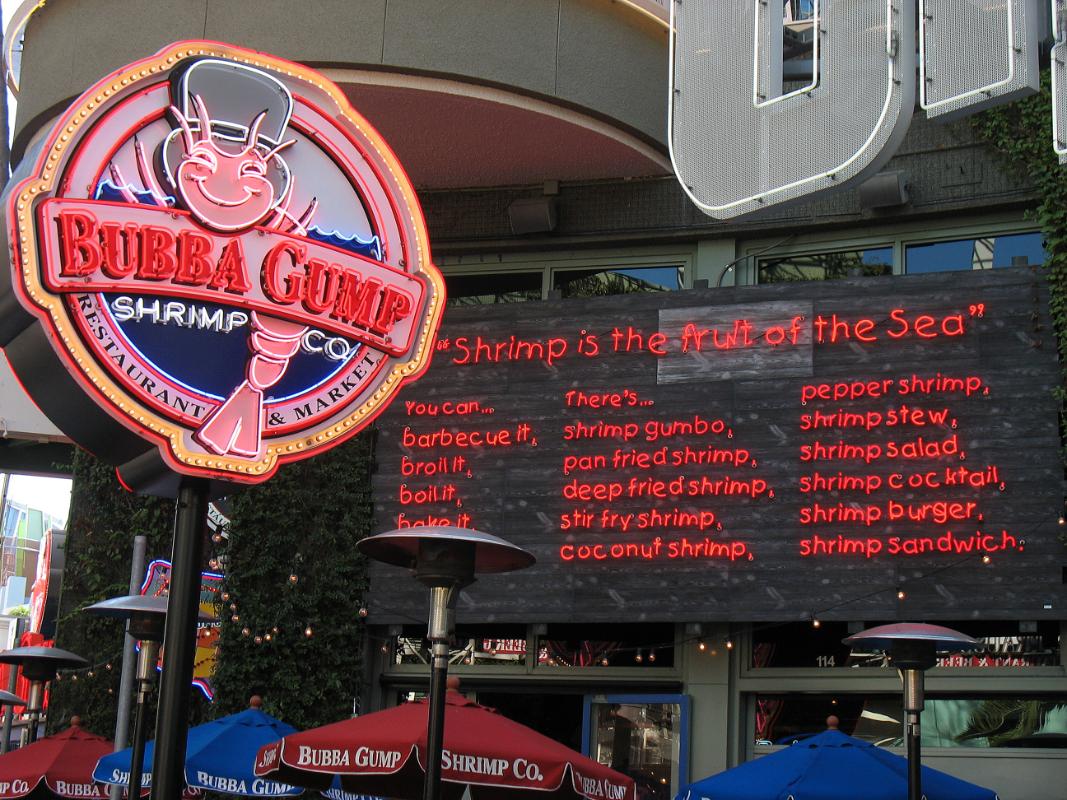 BUBBA GUMP
SHRIMP CO.
RESTAURANT & MARKET
"Shrimp is the fruit of the Sea"
You can...
barbecue it,
broil it,
boil it,
bake it,
There's...
shrimp gumbo,
pan fried shrimp,
deep fried shrimp,
stir fry shrimp,
coconut shrimp,
pepper shrimp,
shrimp stew,
shrimp salad,
shrimp cocktail,
shrimp burger,
shrimp sandwich.
114
BUBBA GUMP
SHRIMP CO.
BUBBA GUMP